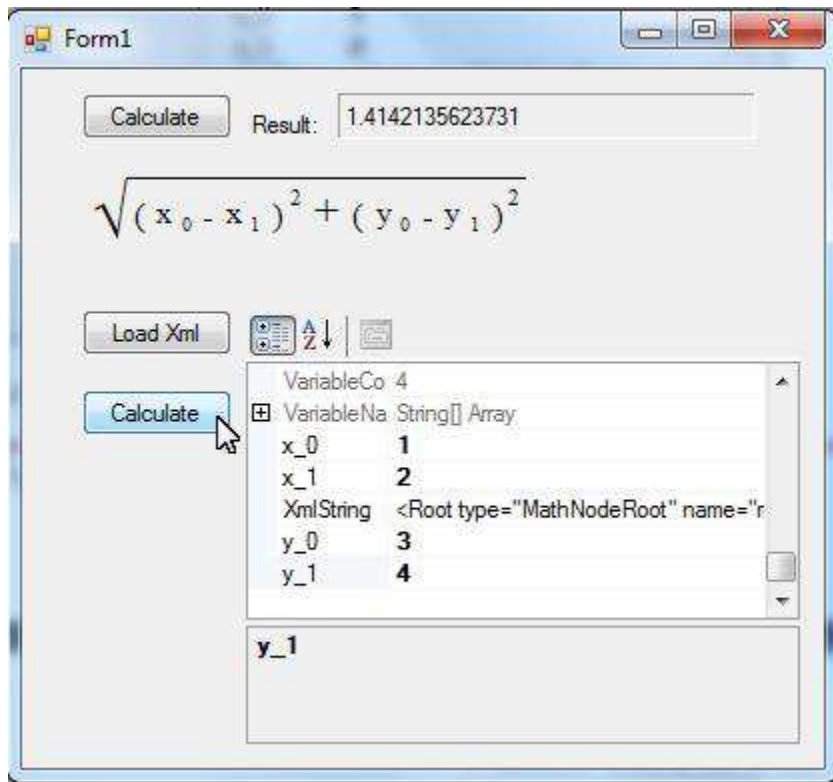 Form1
Calculate Result: 1.4142135623731
√(x₀ - x₁)² + (y₀ - y₁)²
Load Xml
A
Z
Calculate
VariableCo 4
VariableNa String[] Array
x_0 1
x_1 2
XmlString <Root type="MathNodeRoot" name="r
y_0 3
y_1 4
y_1